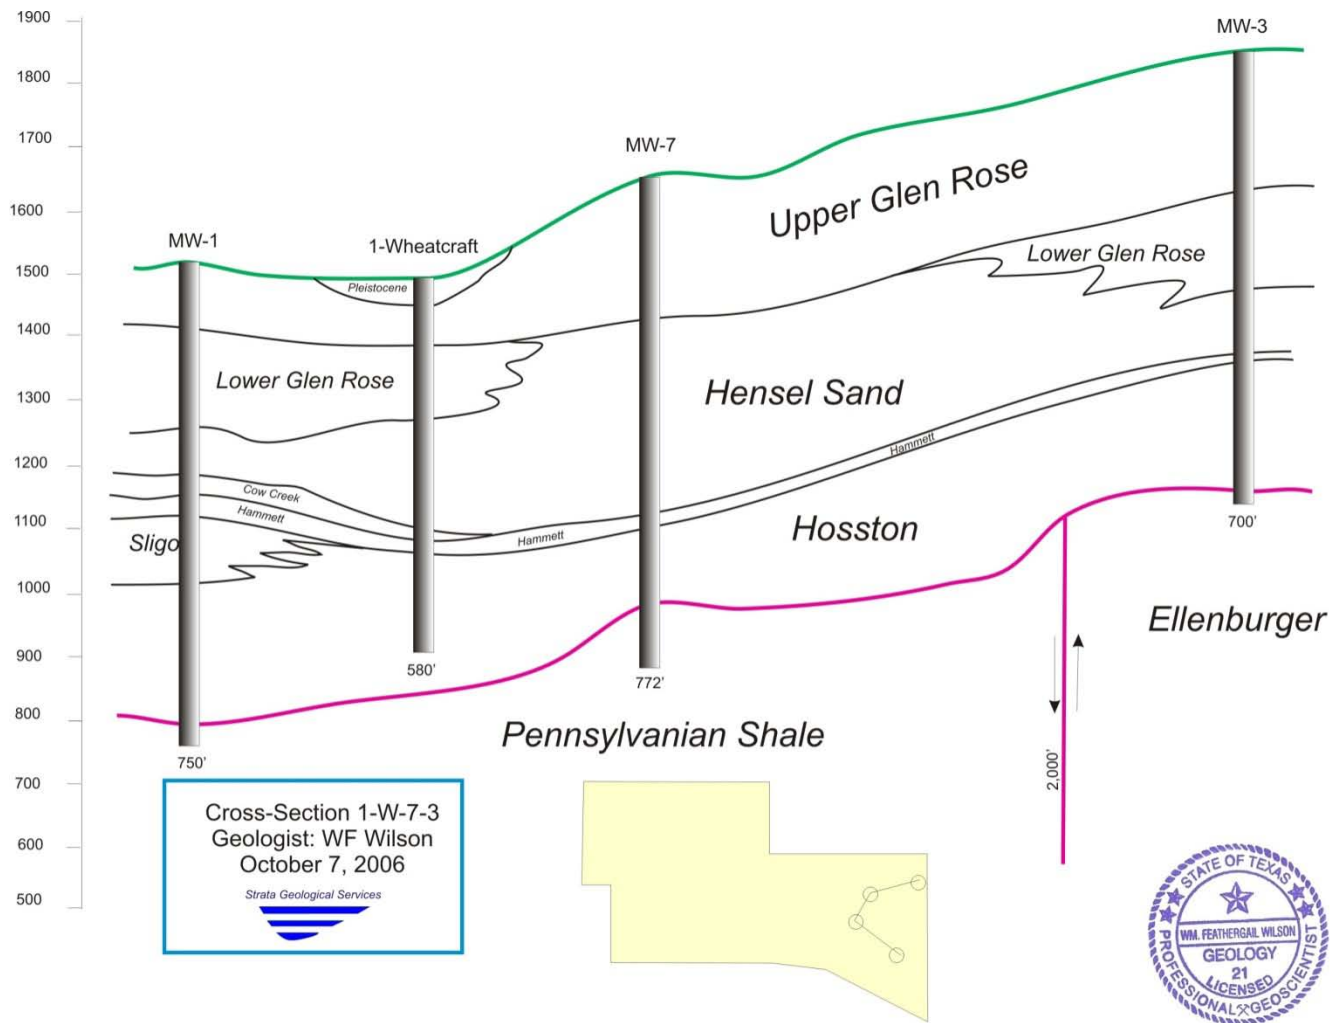 1900
1800
1700
1600
1500
1400
1300
1200
1100
1000
900
800
700
600
500
MW-1
1-Wheatcraft
MW-7
MW-3
Upper Glen Rose
Lower Glen Rose
Pleistocene
Lower Glen Rose
Hensel Sand
Hammett
Cow Creek
Hammett
Hammett
Sligo
Hosston
700'
Ellenburger
580'
772'
Pennsylvanian Shale
750'
2,000'
Cross-Section 1-W-7-3
Geologist: WF Wilson
October 7, 2006
Strata Geological Services
STATE OF TEXAS
WM. FEATHERGAIL WILSON
GEOLOGY
21
LICENSED
PROFESSIONAL GEOSCIENTIST